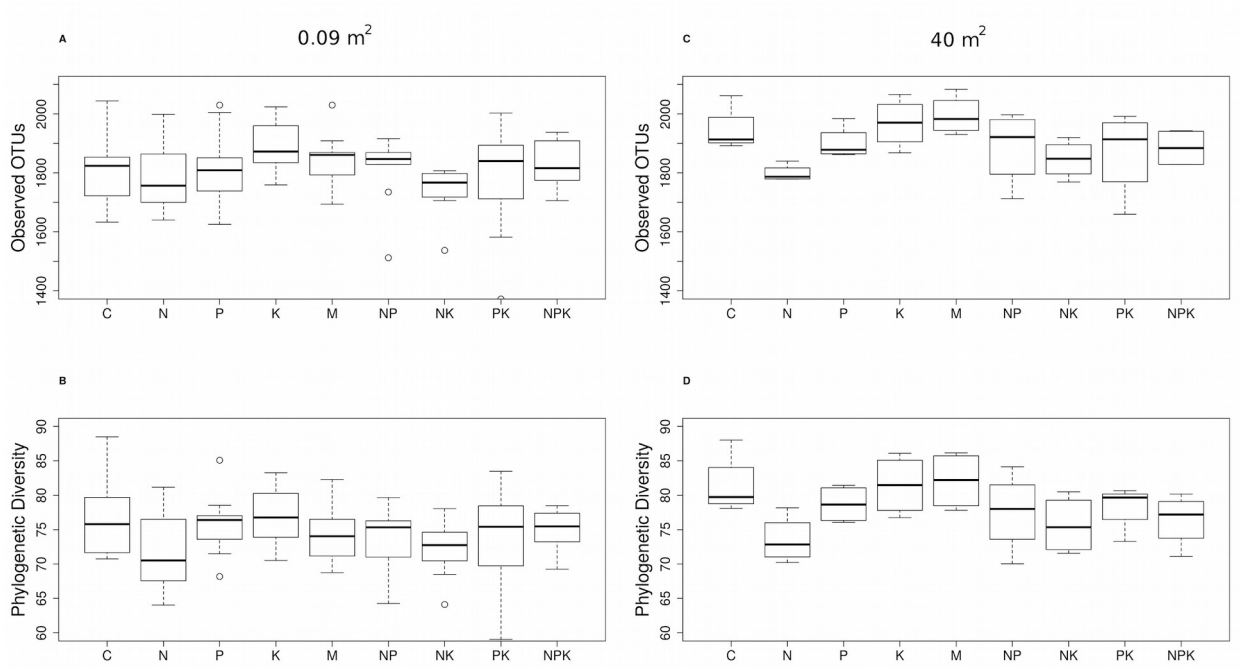 A
0.09 m²
Observed OTUs
2000
1800
1600
1400
C N P K M NP NK PK NPK
C
40 m²
Observed OTUs
2000
1800
1600
1400
C N P K M NP NK PK NPK
B
Phylogenetic Diversity
90
85
80
75
70
65
60
C N P K M NP NK PK NPK
D
Phylogenetic Diversity
90
85
80
75
70
65
60
C N P K M NP NK PK NPK